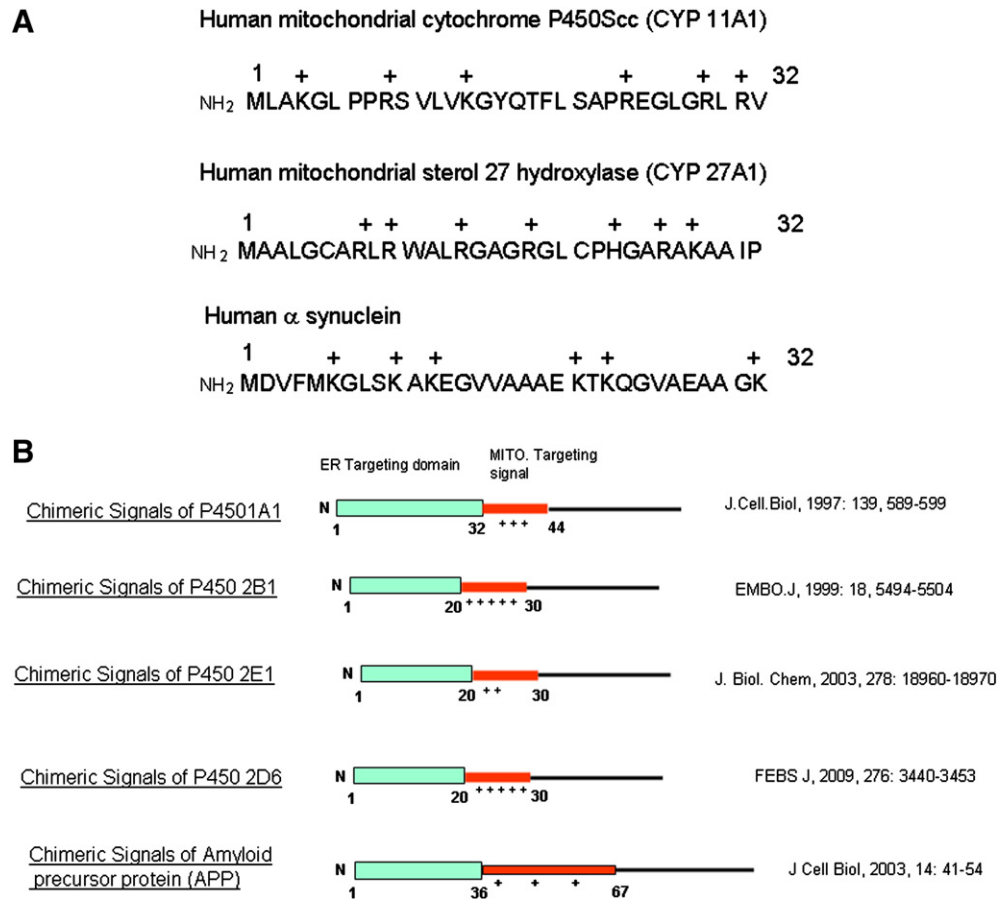 A
Human mitochondrial cytochrome P450Scc (CYP 11A1)
1 + + + + + + 32
NH2 MLAKGL PPRS VLVKGYQTFL SAPREGLGRL RV
Human mitochondrial sterol 27 hydroxylase (CYP 27A1)
1 + + + + + + + 32
NH2 MAALGCARLR WALRGAGRGL CPHGARAKAA IP
Human α synuclein
1 + + + + + + 32
NH2 MDVFMKGLSK AKEGVVAAAE KTKQGVAEAA GK
B
ER Targeting domain
MITO. Targeting
signal
Chimeric Signals of P4501A1
N
1 32 + + + 44
J.Cell.Biol, 1997: 139, 589-599
Chimeric Signals of P450 2B1
N
1 20 + + + + + 30
EMBO.J, 1999: 18, 5494-5504
Chimeric Signals of P450 2E1
N
1 20 + + 30
J. Biol. Chem, 2003, 278: 18960-18970
Chimeric Signals of P450 2D6
N
1 20 + + + + + 30
FEBS J, 2009, 276: 3440-3453
Chimeric Signals of Amyloid
precursor protein (APP)
N
1 36 + + + 67
J Cell Biol, 2003, 14: 41-54